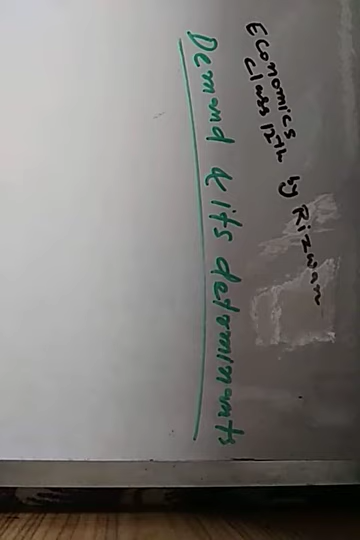 Economics by Rizwan
Class 12th
Demand & its determinants